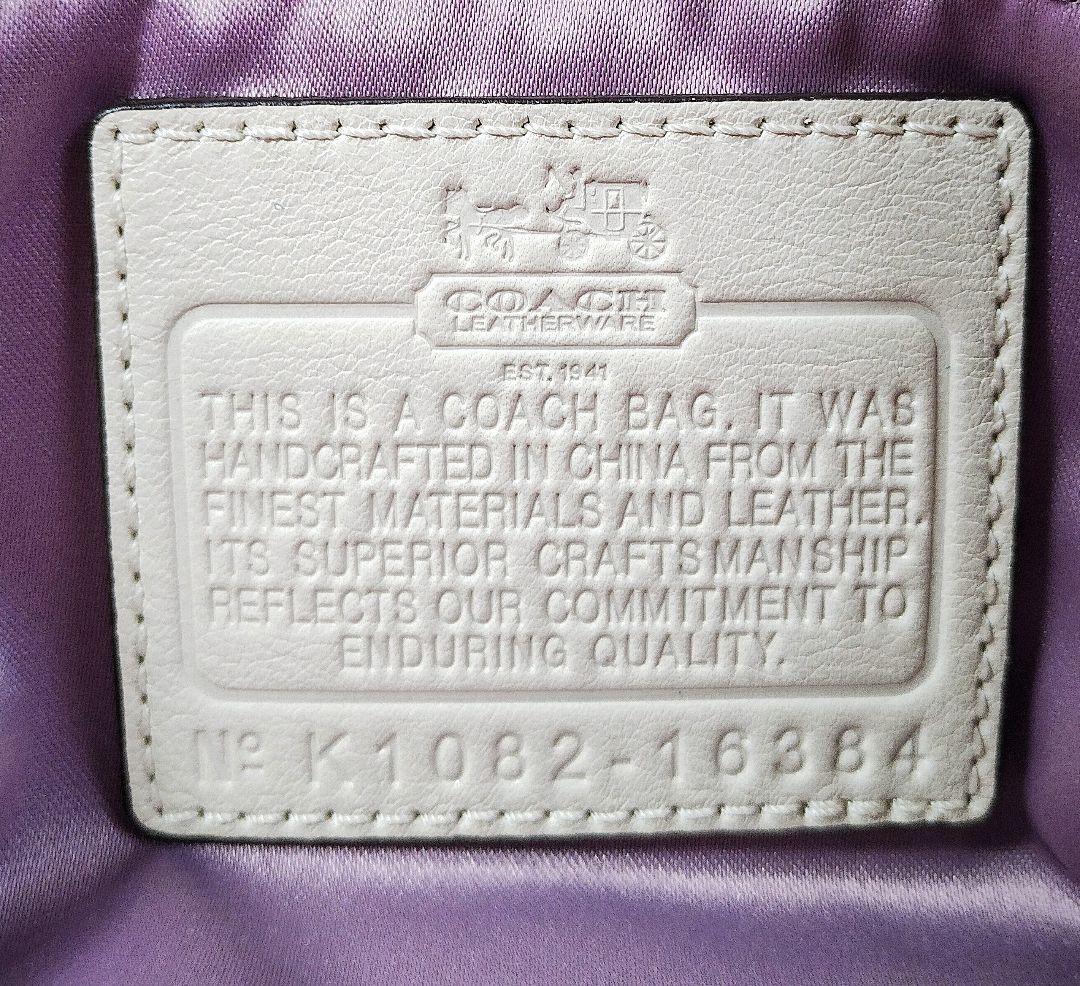 COACH
LEATHERWARE
EST. 1941
THIS IS A COACH BAG. IT WAS
HANDCRAFTED IN CHINA FROM THE
FINEST MATERIALS AND LEATHER.
ITS SUPERIOR CRAFTSMANSHIP
REFLECTS OUR COMMITMENT TO
ENDURING QUALITY.
Nº K1082-16384